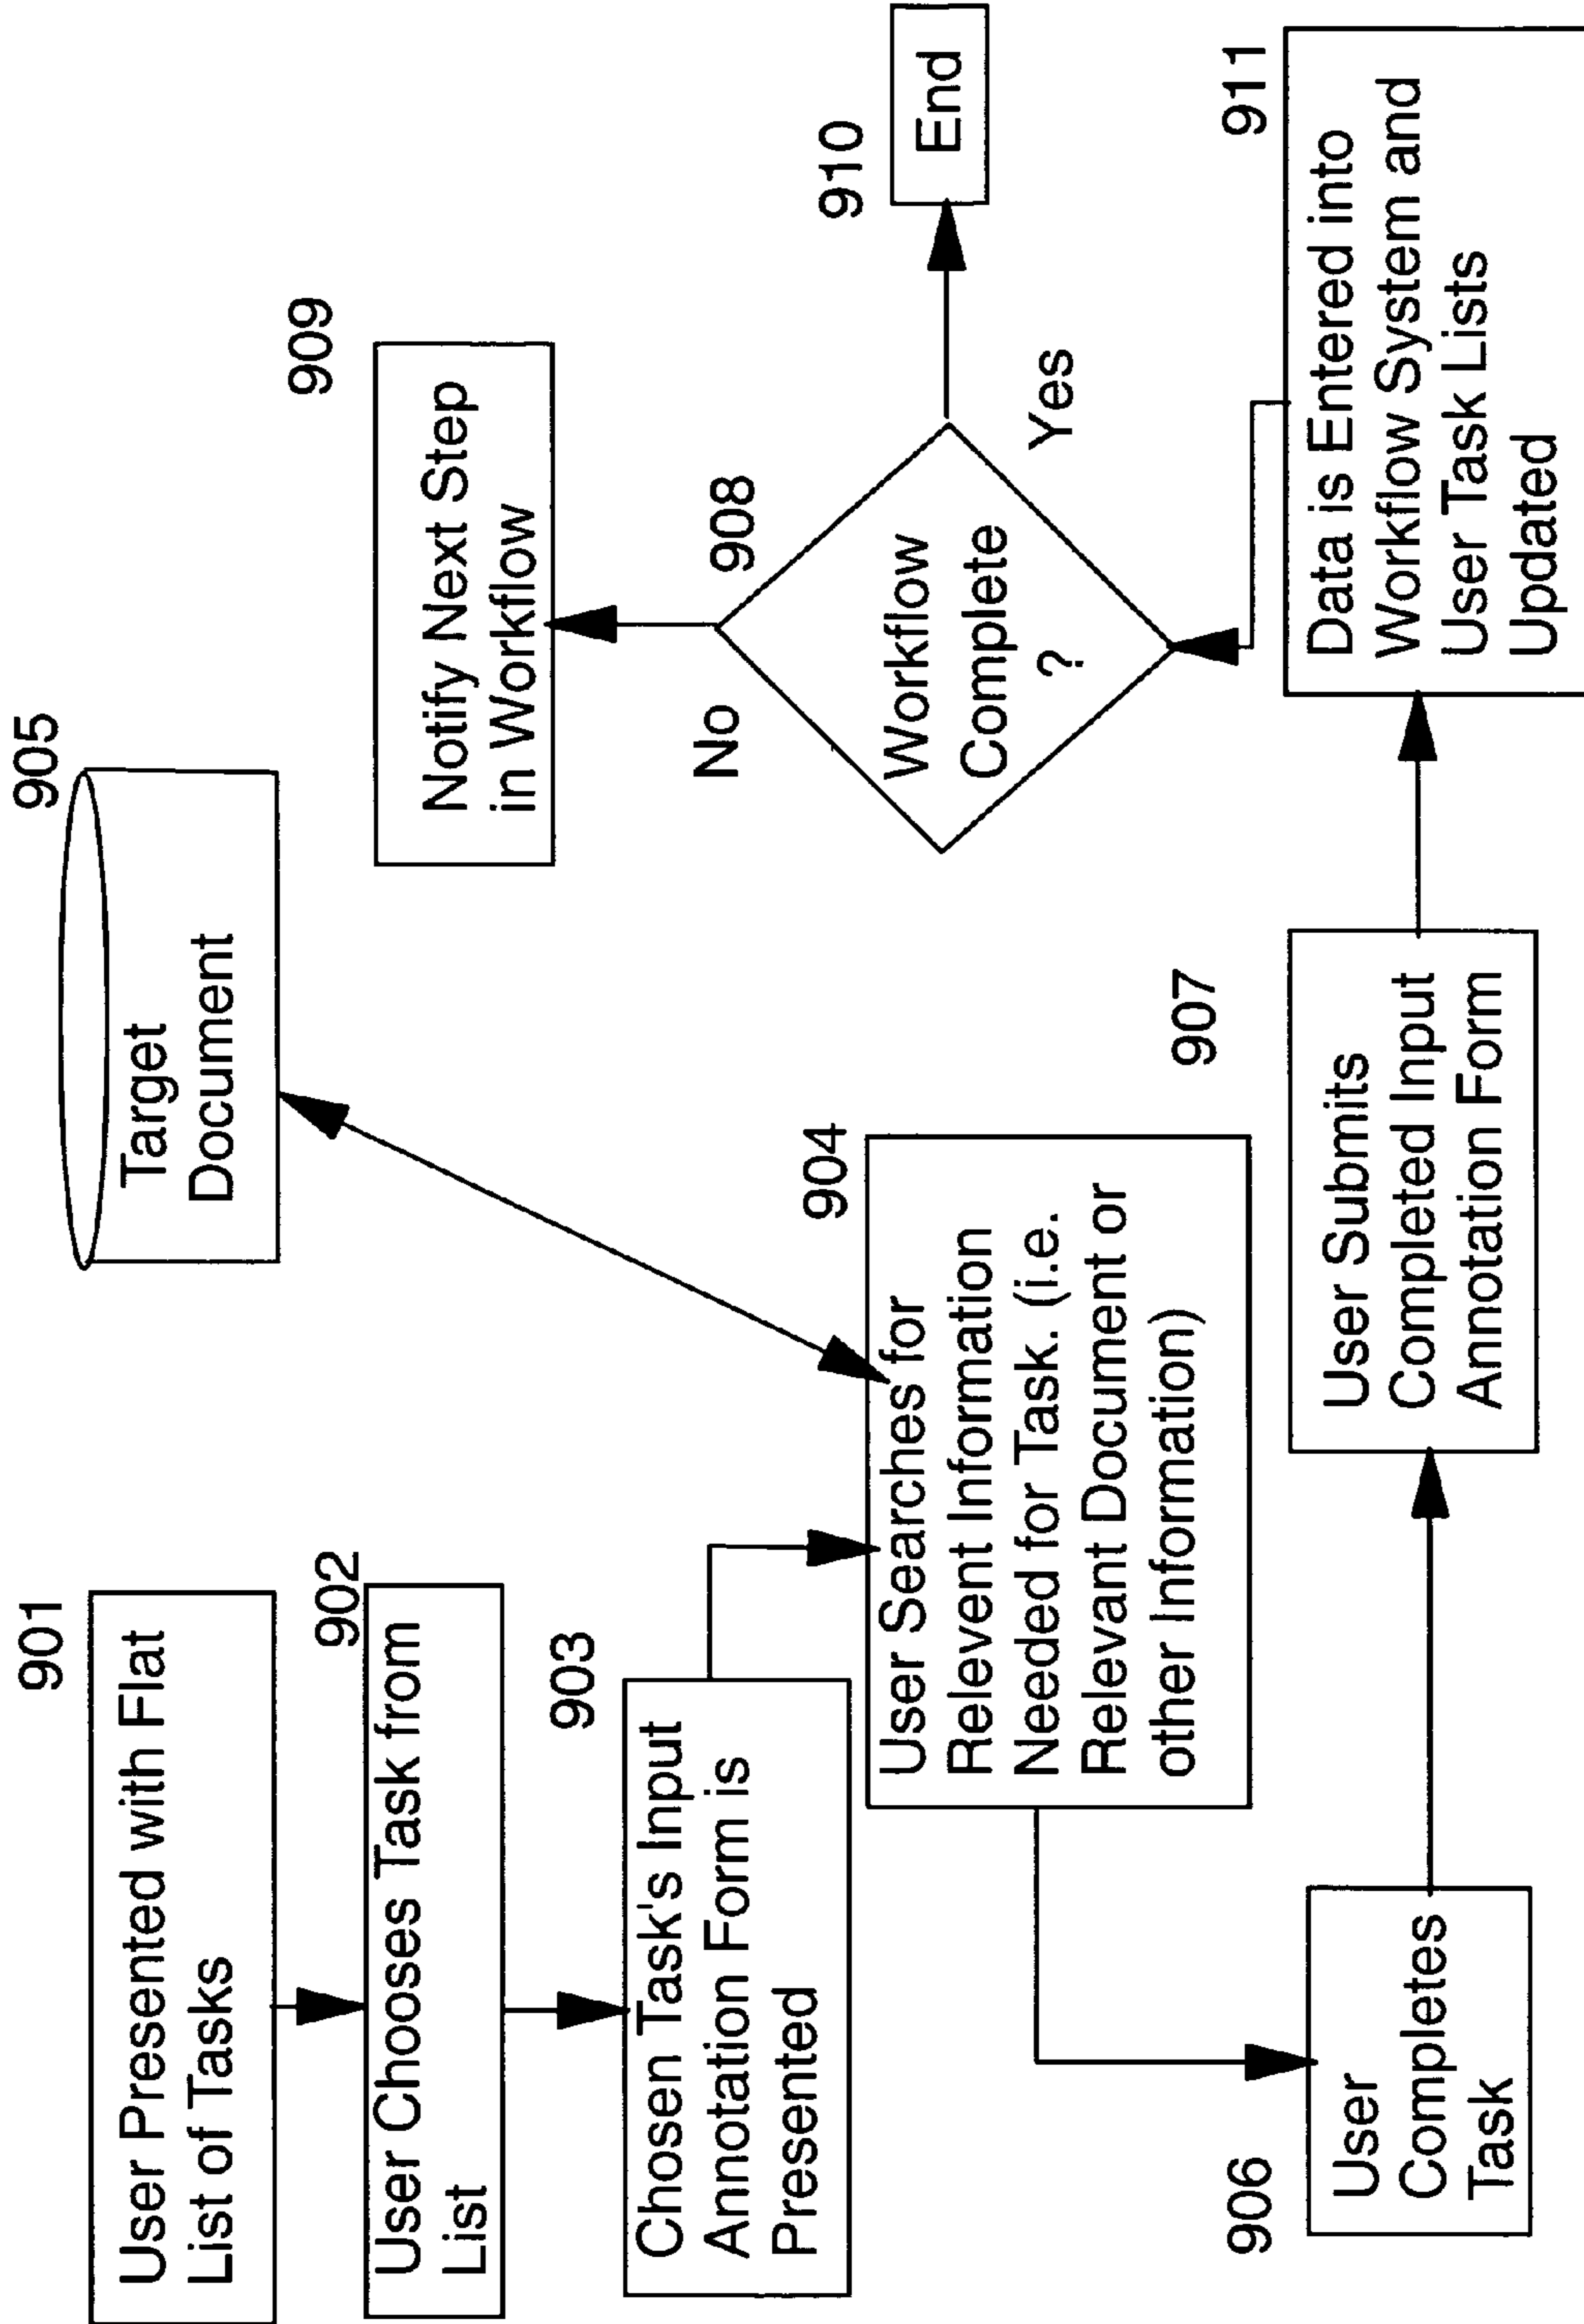 901
User Presented with Flat
List of Tasks
902
User Chooses Task from
List
903
Chosen Task's Input
Annotation Form is
Presented
904
User Searches for
Relevent Information
Needed for Task. (i.e.
Relevant Document or
other Information)
905
Target
Document
906
User
Completes
Task
907
User Submits
Completed Input
Annotation Form
911
Data is Entered into
Workflow System and
User Task Lists
Updated
908
Workflow
Complete
?
No
Yes
909
Notify Next Step
in Workflow
910
End